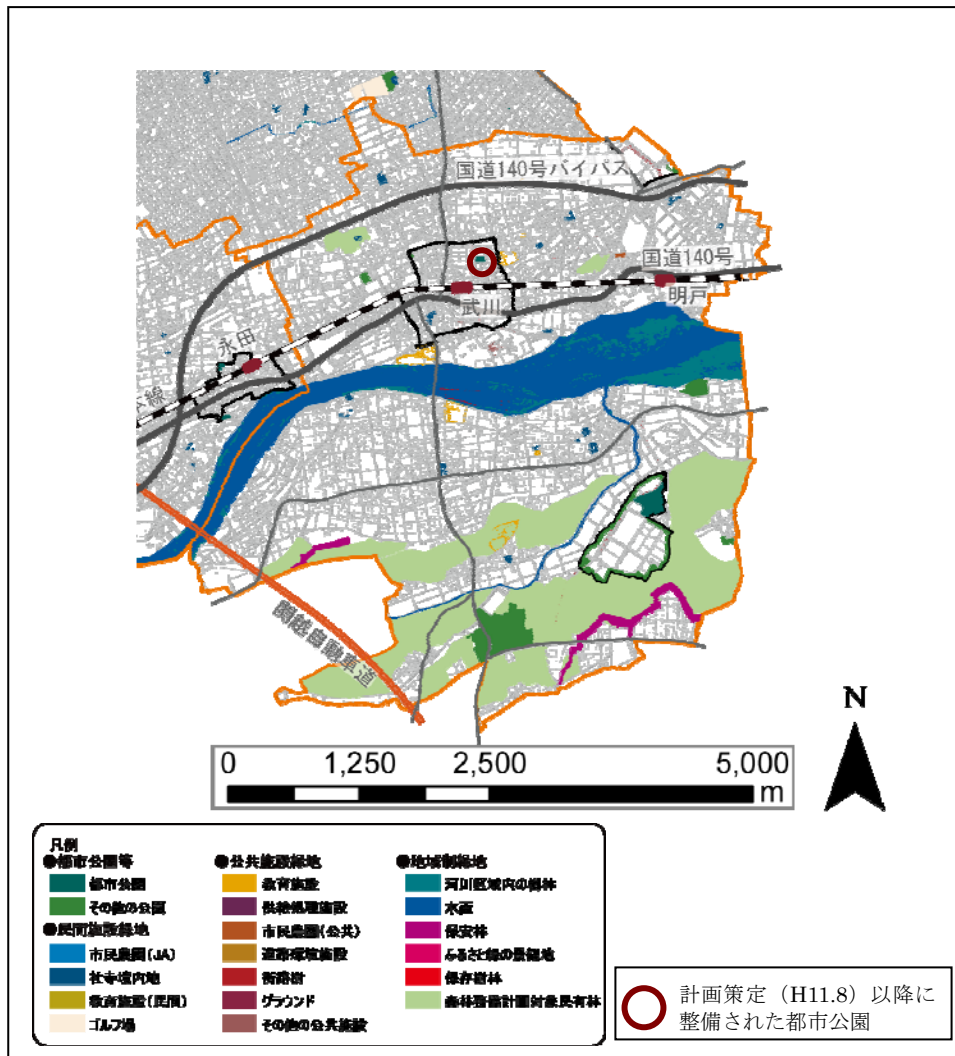 国道140号バイパス
国道140号
武川
明戸
永田
線
関越自動車道
N
0 1,250 2,500 5,000
m
凡例
●都市公園等
都市公園
その他の公園
●民間施設緑地
市民農園(JA)
社寺境内地
教育施設(民間)
ゴルフ場
●公共施設緑地
教育施設
供給処理施設
市民農園(公共)
道路環境施設
街路樹
グラウンド
その他の公共施設
●地域制緑地
河川区域内の樹林
水面
保安林
ふるさと緑の景観地
保存樹林
森林整備計画対象民有林
計画策定（H11.8）以降に
整備された都市公園